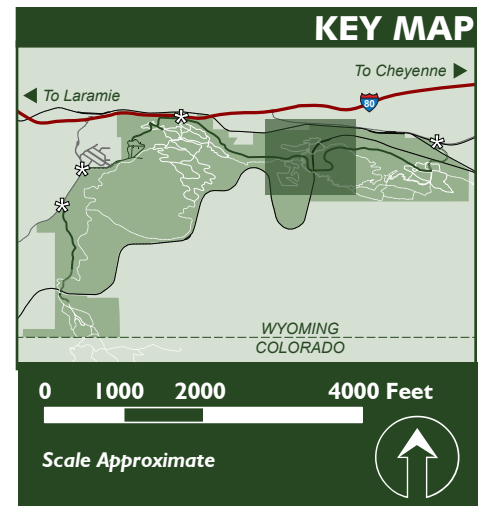 KEY MAP
To Cheyenne
To Laramie
80
WYOMING
COLORADO
0 1000 2000 4000 Feet
Scale Approximate